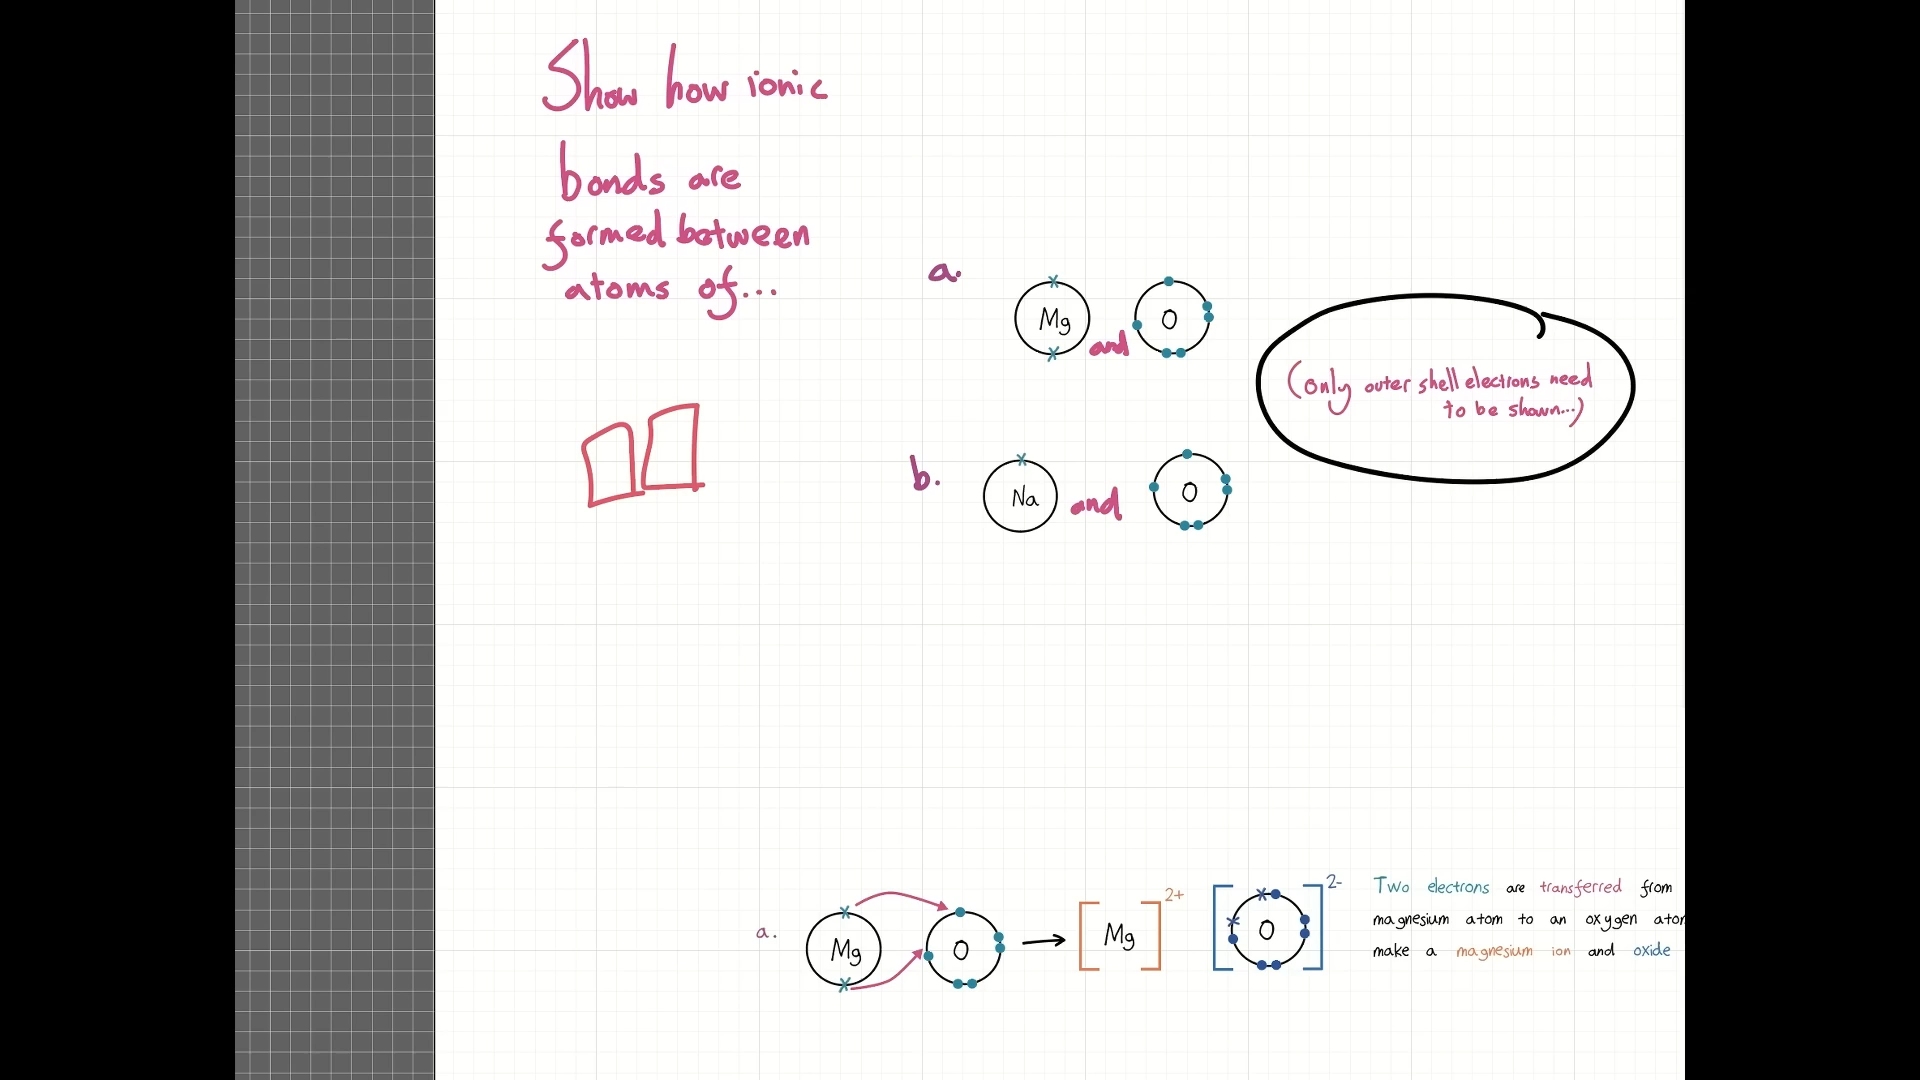 Show how ionic
bonds are
formed between
atoms of...
a.
Mg and O
(only outer shell electrons need
to be shown...)
b.
Na and O
a.
Mg O → [Mg]2+ [O]2-
Two electrons are transferred from
magnesium atom to an oxygen
make a magnesium ion and oxide